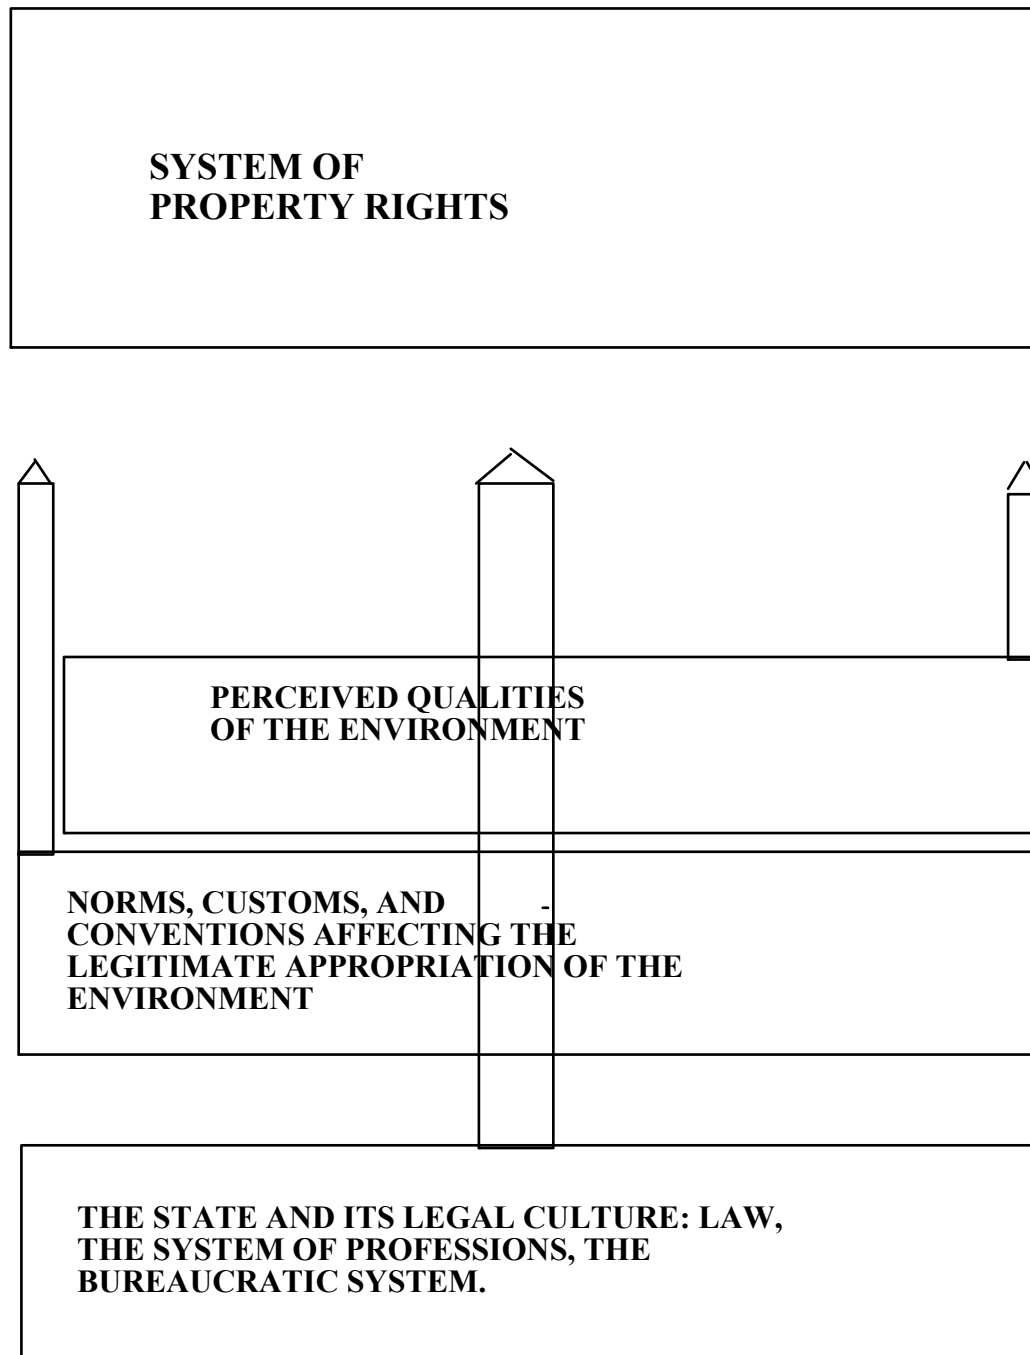 SYSTEM OF
PROPERTY RIGHTS
PERCEIVED QUALITIES
OF THE ENVIRONMENT
NORMS, CUSTOMS, AND -
CONVENTIONS AFFECTING THE
LEGITIMATE APPROPRIATION OF THE
ENVIRONMENT
THE STATE AND ITS LEGAL CULTURE: LAW,
THE SYSTEM OF PROFESSIONS, THE
BUREAUCRATIC SYSTEM.